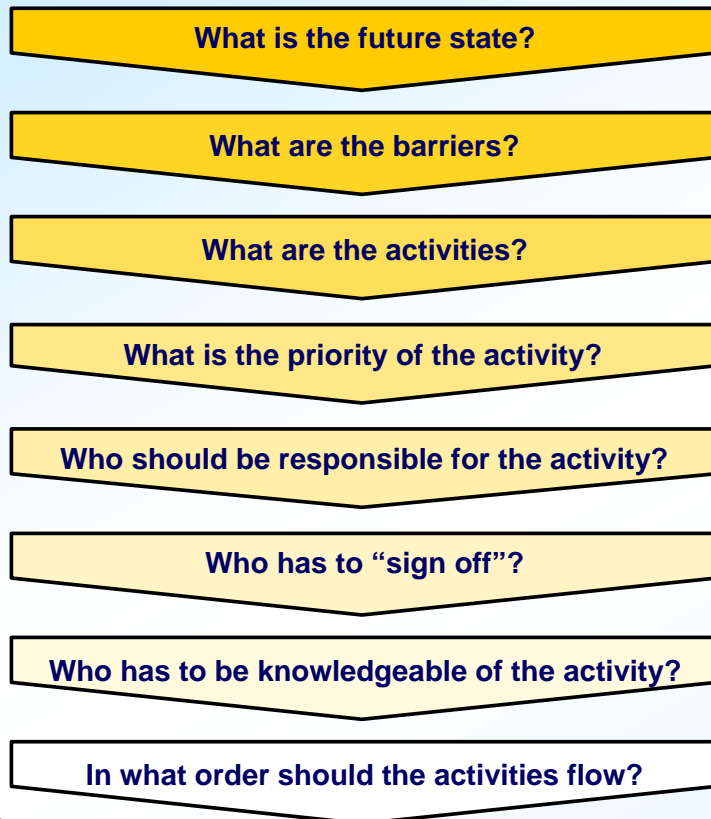 What is the future state?
What are the barriers?
What are the activities?
What is the priority of the activity?
Who should be responsible for the activity?
Who has to “sign off”?
Who has to be knowledgeable of the activity?
In what order should the activities flow?